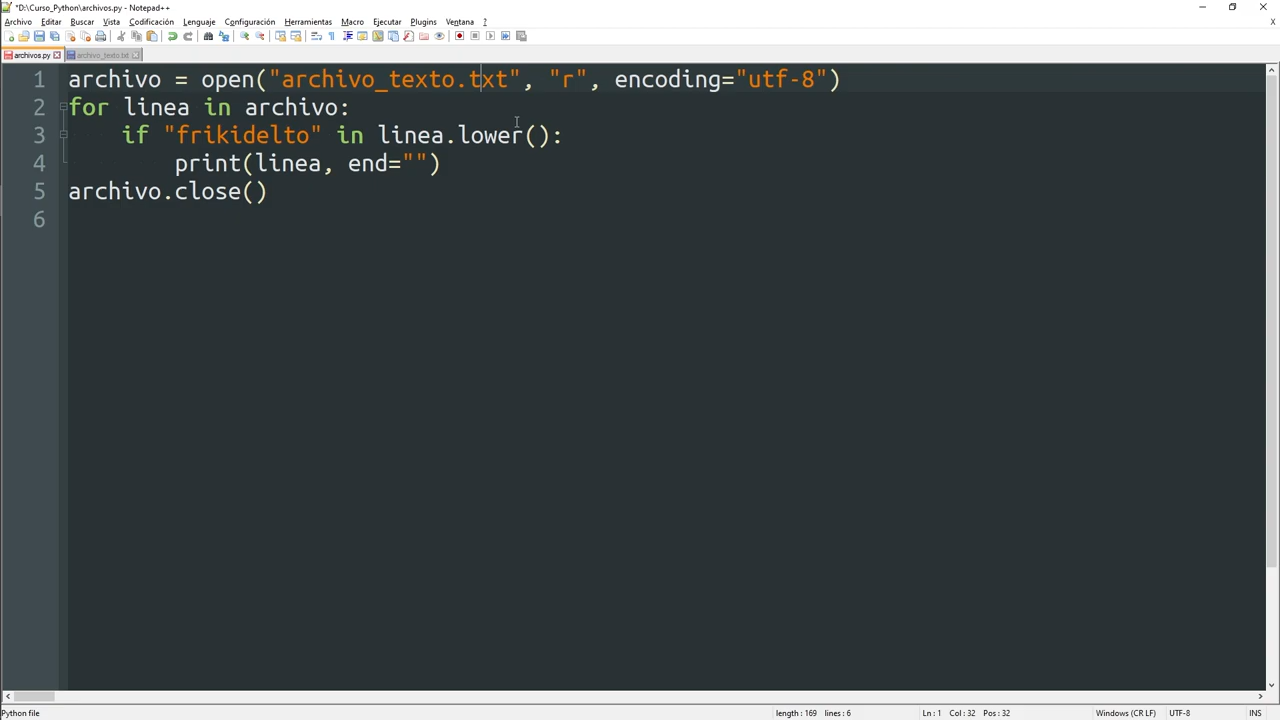 *D:\Curso_Python\archivos.py - Notepad++
Archivo Editar Buscar Vista Codificación Lenguaje Configuración Herramientas Macro Ejecutar Plugins Ventana ? X
archivos.py archivo_texto.txt
1 archivo = open("archivo_texto.txt", "r", encoding="utf-8")
2 for linea in archivo:
3 if "frikidelto" in linea.lower():
4 print(linea, end="")
5 archivo.close()
6
Python file length : 169 lines : 6 Ln : 1 Col : 32 Pos : 32 Windows (CR LF) UTF-8 INS